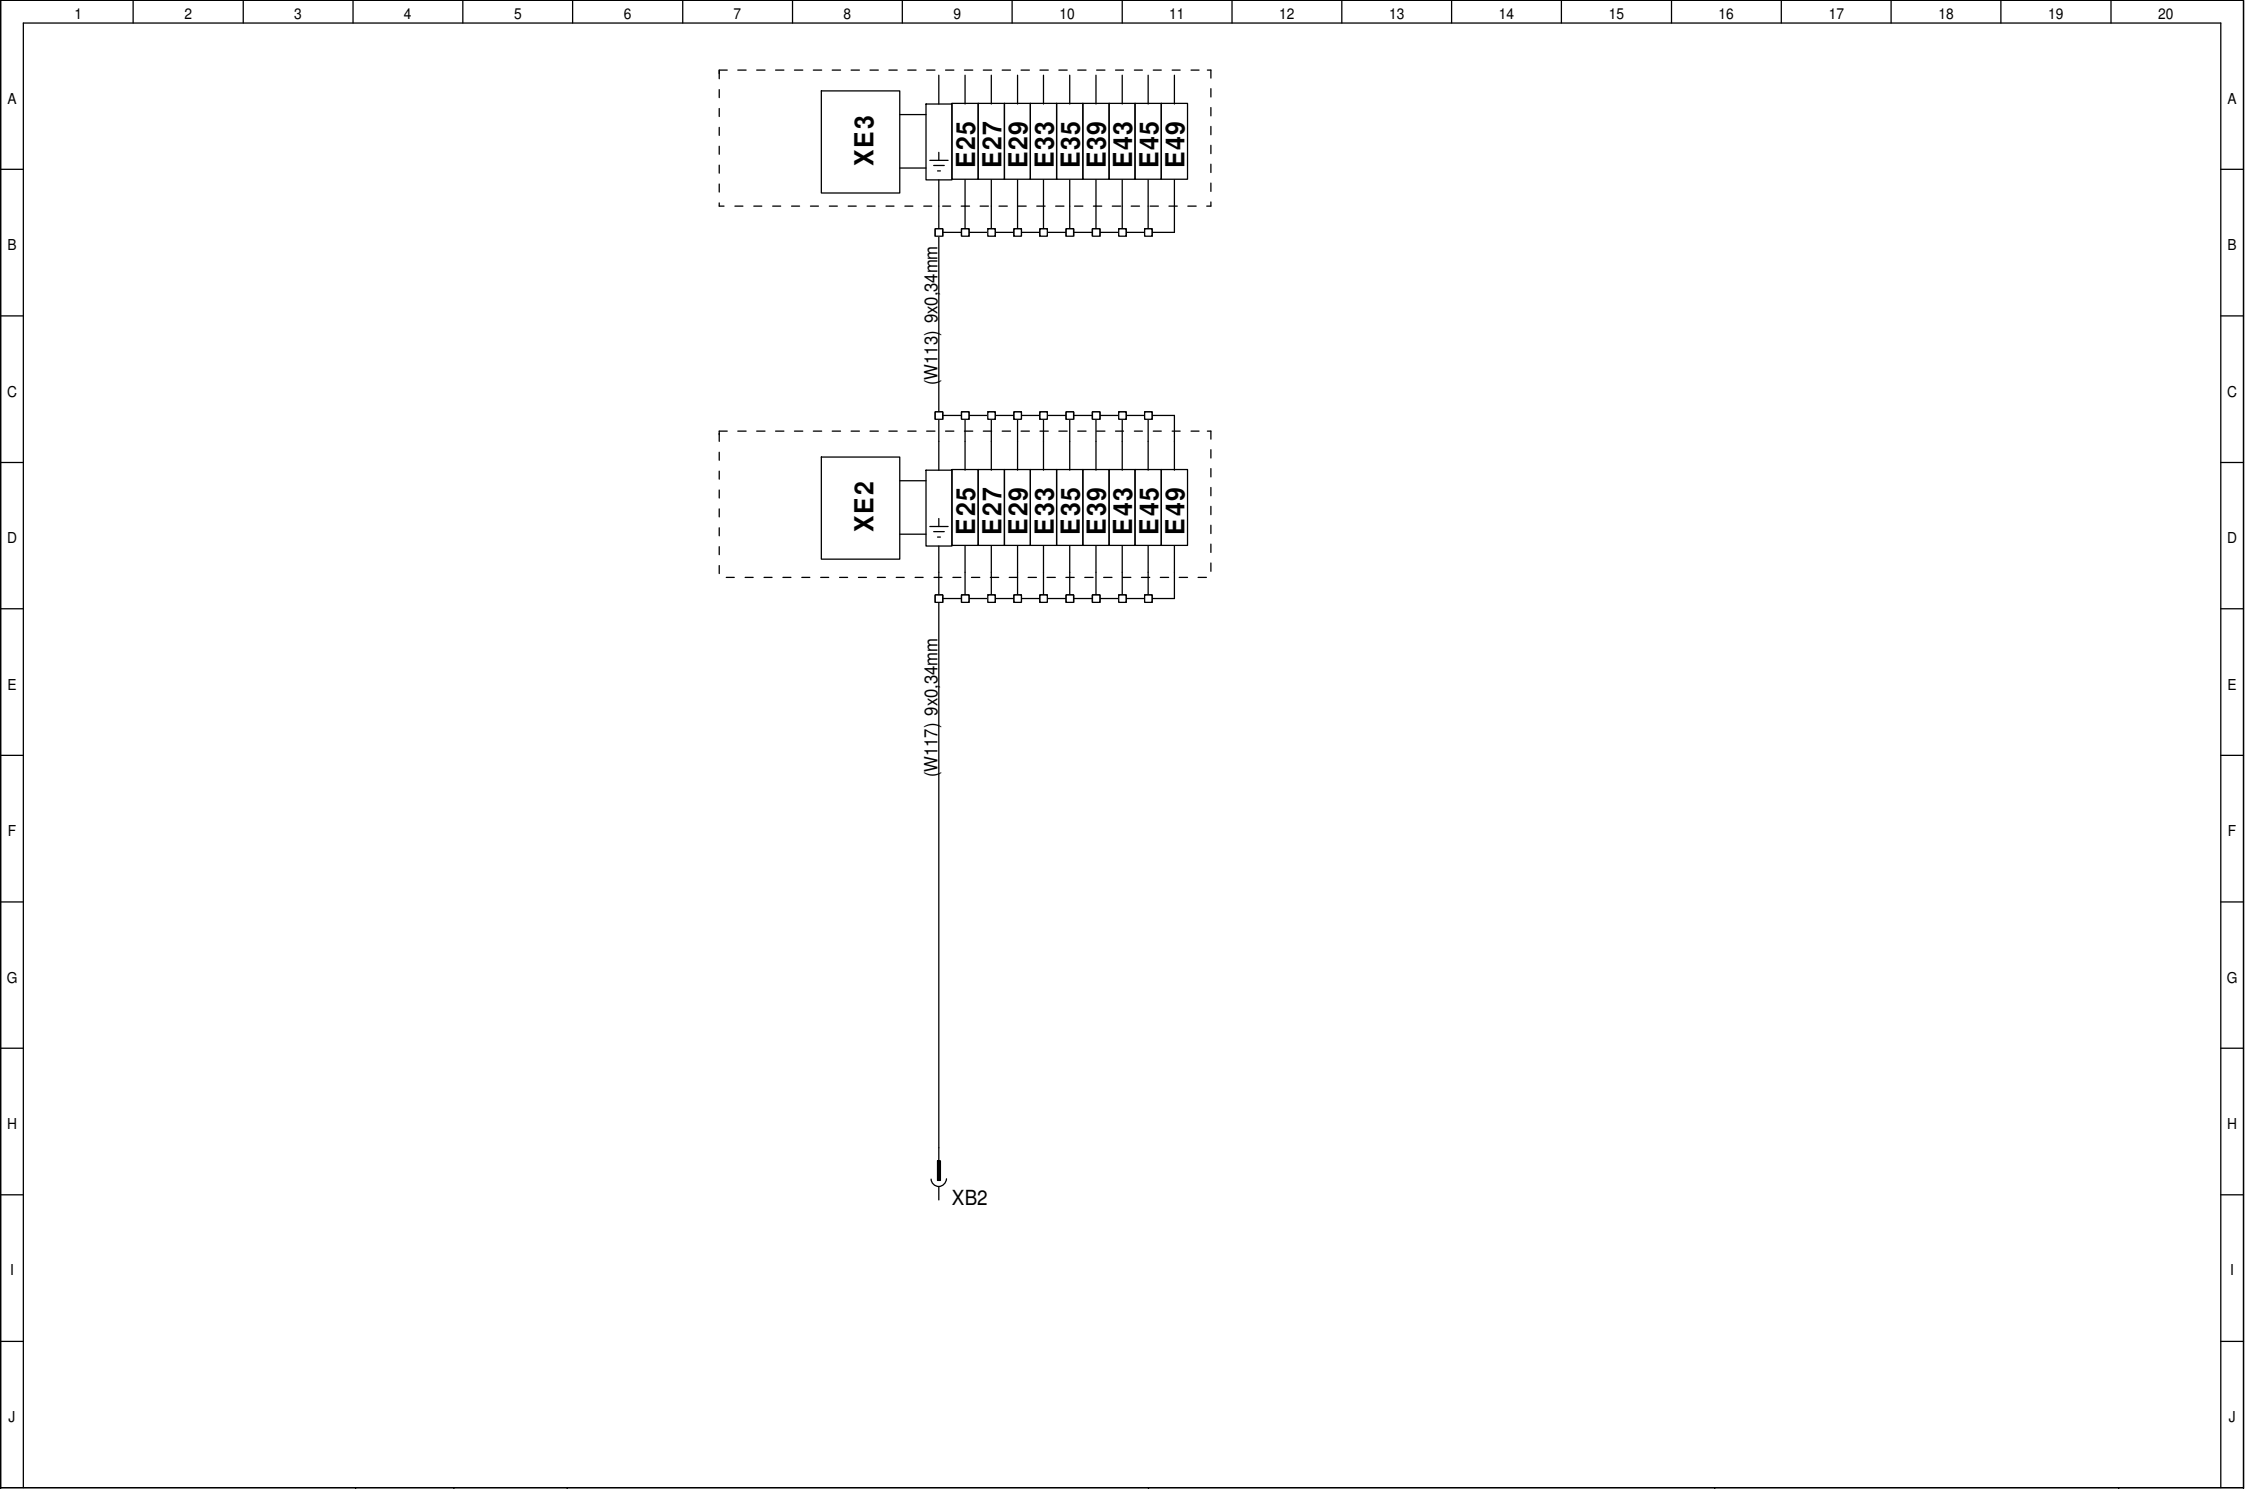 1 2 3 4 5 6 7 8 9 10 11 12 13 14 15 16 17 18 19 20
A A
XE3 E25 E27 E29 E33 E35 E39 E43 E45 E49
B B
(W113) 9x0,34mm
C C
XE2 E25 E27 E29 E33 E35 E39 E43 E45 E49
D D
(W117) 9x0,34mm
E E
F F
G G
H H
XB2
I I
J J